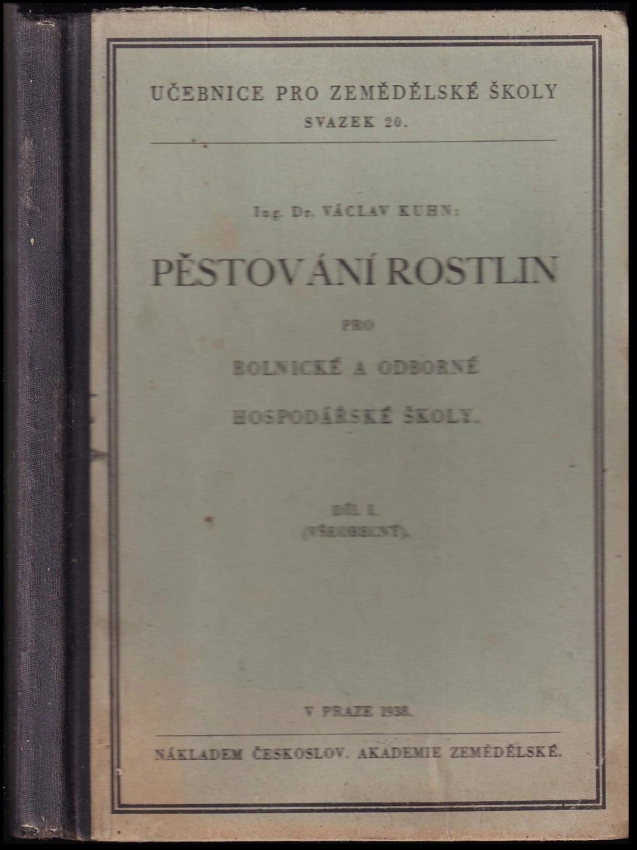 UČEBNICE PRO ZEMĚDĚLSKÉ ŠKOLY
SVAZEK 20.
Ing. Dr. VÁCLAV KUHN:
PĚSTOVÁNÍ ROSTLIN
PRO
ROLNICKÉ A ODBORNÉ
HOSPODÁŘSKÉ ŠKOLY.
DÍL I.
(VŠEOBECNÝ).
V PRAZE 1938.
NÁKLADEM ČESKOSLOV. AKADEMIE ZEMĚDĚLSKÉ.